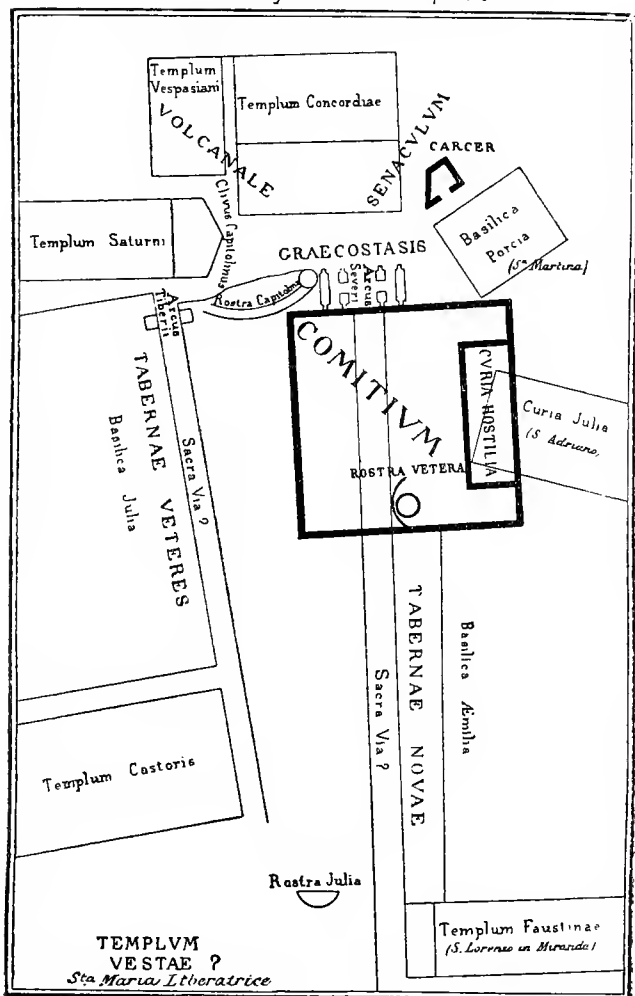 Templum
Vespasiani
Templum Concordiae
VOLCANALE
SENACVLVM
CARCER
Basilica
Porcia
(Sa Martina)
Clivus Capitolinus
Templum Saturni
GRAECOSTASIS
Rostra Capitolina
Arcus
Severi
Arcus
Tiberii
COMITIVM
CVRIA HOSTILIA
Curia Julia
(S. Adriano,
ROSTRA VETERA
Sacra Via ?
TABERNAE VETERES
Basilica Julia
Sacra Via ?
TABERNAE NOVAE
Basilica Æmilia
Templum Castoris
Rostra Julia
TEMPLVM
VESTAE ?
Sta Maria Liberatrice
Templum Faustinae
(S. Lorenzo in Miranda)